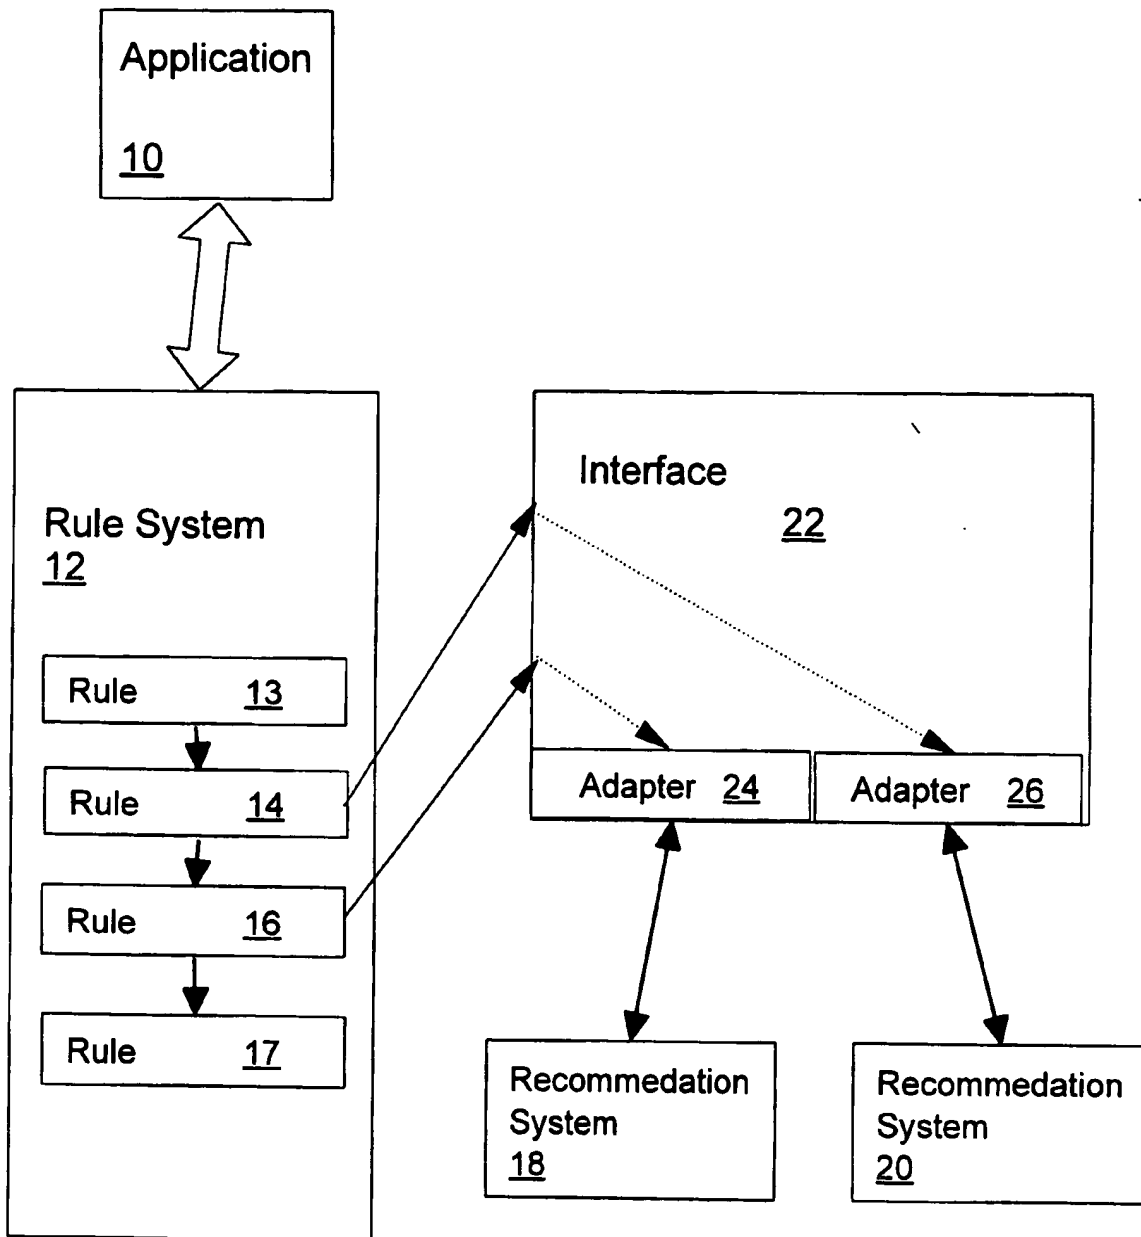 Application
10
Rule System
12
Rule 13
Rule 14
Rule 16
Rule 17
Interface
22
Adapter 24
Adapter 26
Recommedation
System
18
Recommedation
System
20